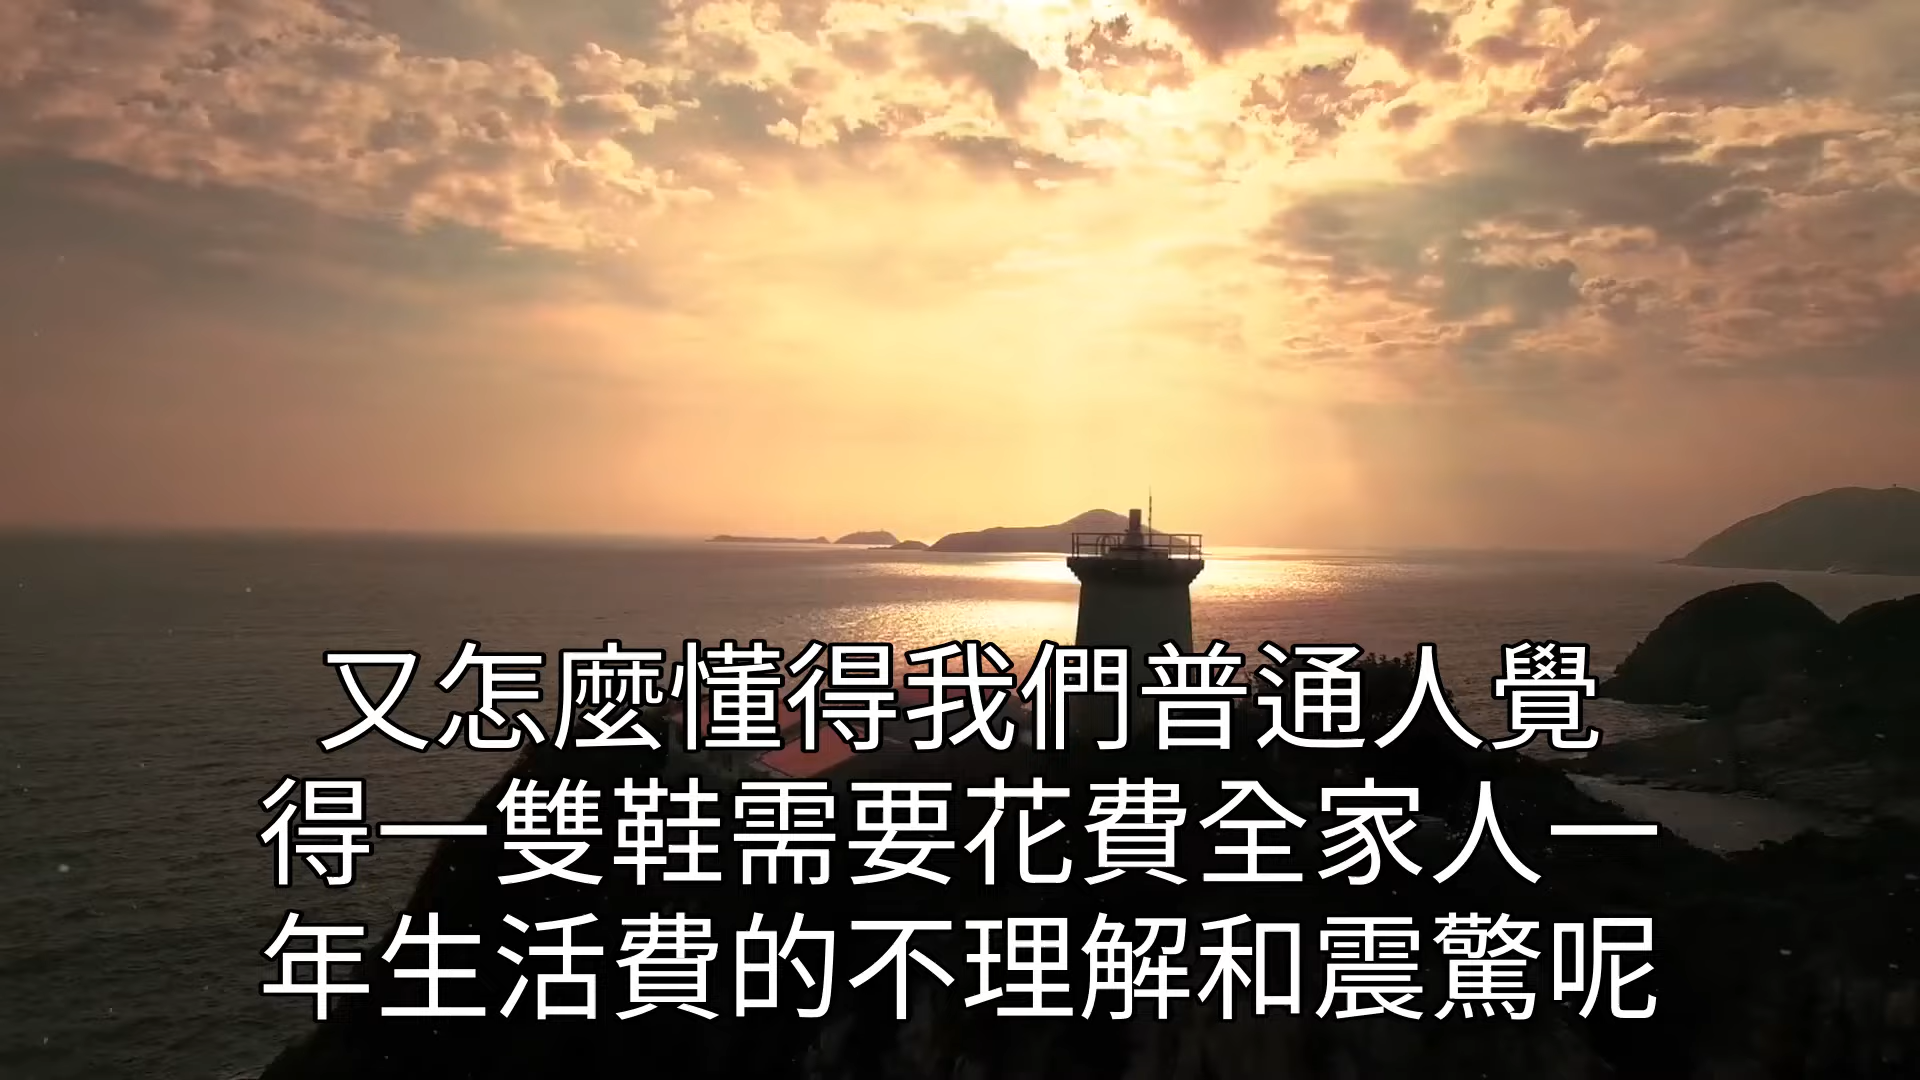 又怎麼懂得我們普通人覺
得一雙鞋需要花費全家人一
年生活費的不理解和震驚呢